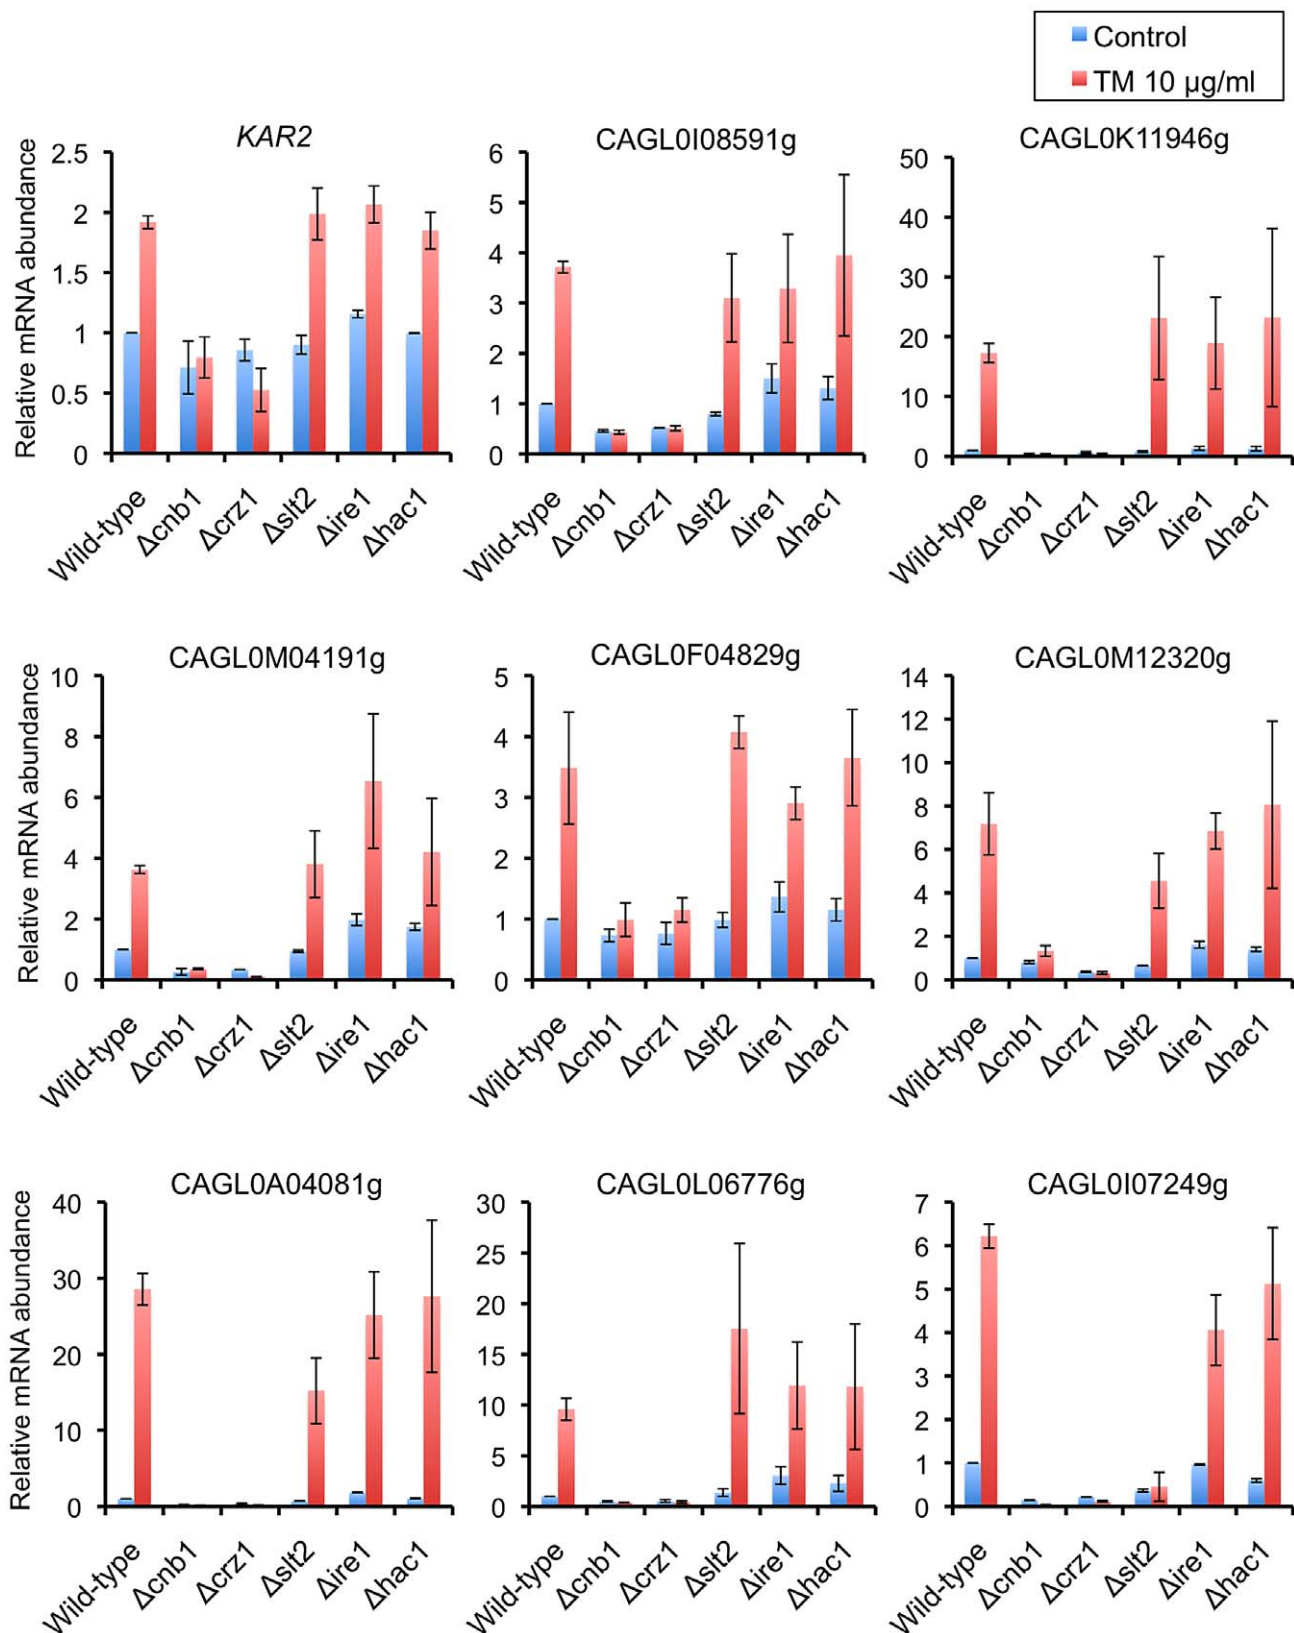 Control
TM 10 µg/ml
KAR2
CAGL0I08591g
CAGL0K11946g
Relative mRNA abundance
2.5
2
1.5
1
0.5
0
6
5
4
3
2
1
0
50
40
30
20
10
0
Wild-type
Δcnb1
Δcrz1
Δslt2
Δire1
Δhac1
Wild-type
Δcnb1
Δcrz1
Δslt2
Δire1
Δhac1
Wild-type
Δcnb1
Δcrz1
Δslt2
Δire1
Δhac1
CAGL0M04191g
CAGL0F04829g
CAGL0M12320g
Relative mRNA abundance
10
8
6
4
2
0
5
4
3
2
1
0
14
12
10
8
6
4
2
0
Wild-type
Δcnb1
Δcrz1
Δslt2
Δire1
Δhac1
Wild-type
Δcnb1
Δcrz1
Δslt2
Δire1
Δhac1
Wild-type
Δcnb1
Δcrz1
Δslt2
Δire1
Δhac1
CAGL0A04081g
CAGL0L06776g
CAGL0I07249g
Relative mRNA abundance
40
30
20
10
0
30
25
20
15
10
5
0
7
6
5
4
3
2
1
0
Wild-type
Δcnb1
Δcrz1
Δslt2
Δire1
Δhac1
Wild-type
Δcnb1
Δcrz1
Δslt2
Δire1
Δhac1
Wild-type
Δcnb1
Δcrz1
Δslt2
Δire1
Δhac1